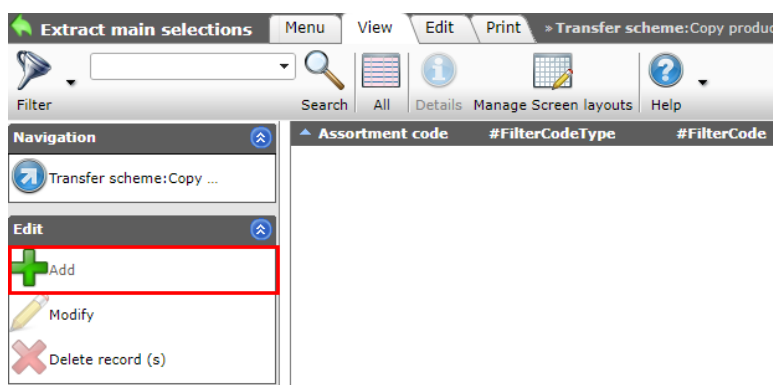 Extract main selections Menu View Edit Print » Transfer scheme:Copy produc
Filter Search All Details Manage Screen layouts Help
Navigation
Transfer scheme:Copy ...
Edit
Add
Modify
Delete record (s)
Assortment code #FilterCodeType #FilterCode